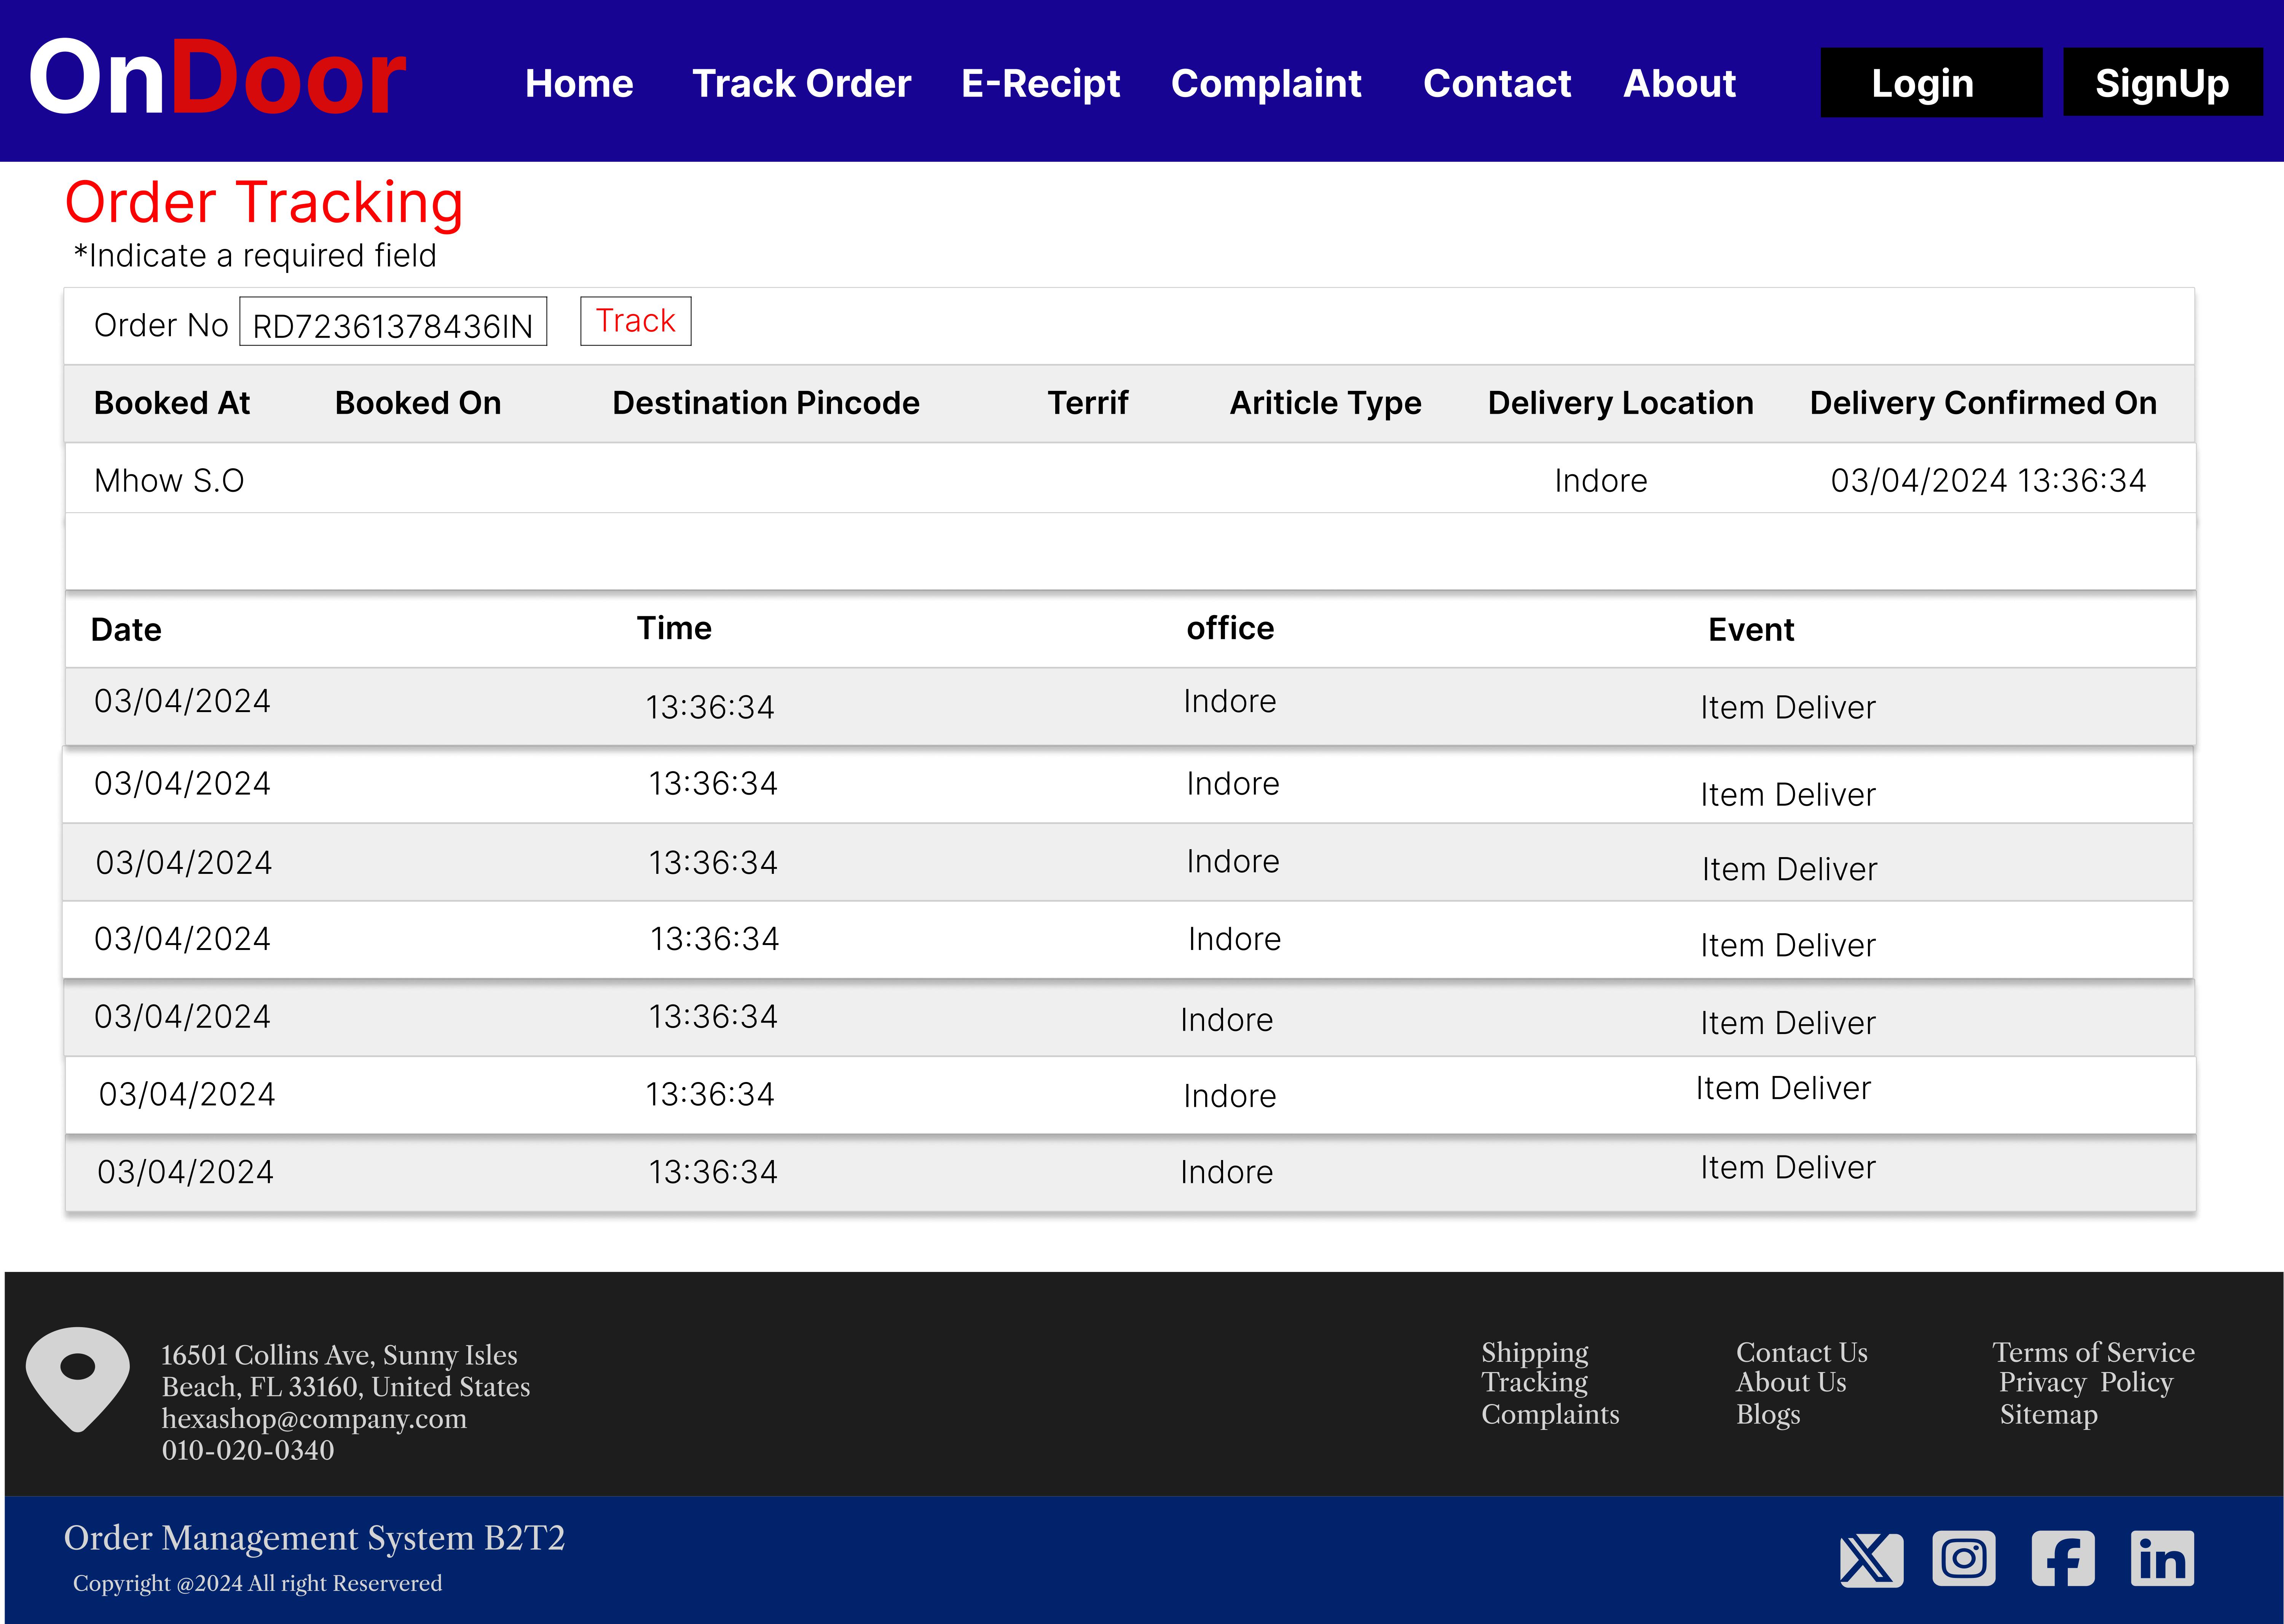 OnDoor Home Track Order E-Recipt Complaint Contact About Login SignUp
Order Tracking
*Indicate a required field
Order No RD72361378436IN Track
Booked At Booked On Destination Pincode Terrif Ariticle Type Delivery Location Delivery Confirmed On
Mhow S.O Indore 03/04/2024 13:36:34
Date Time office Event
03/04/2024 13:36:34 Indore Item Deliver
03/04/2024 13:36:34 Indore Item Deliver
03/04/2024 13:36:34 Indore Item Deliver
03/04/2024 13:36:34 Indore Item Deliver
03/04/2024 13:36:34 Indore Item Deliver
03/04/2024 13:36:34 Indore Item Deliver
03/04/2024 13:36:34 Indore Item Deliver
16501 Collins Ave, Sunny Isles
Beach, FL 33160, United States
hexashop@company.com
010-020-0340
Shipping
Tracking
Complaints
Contact Us
About Us
Blogs
Terms of Service
Privacy Policy
Sitemap
Order Management System B2T2
Copyright @2024 All right Reservered